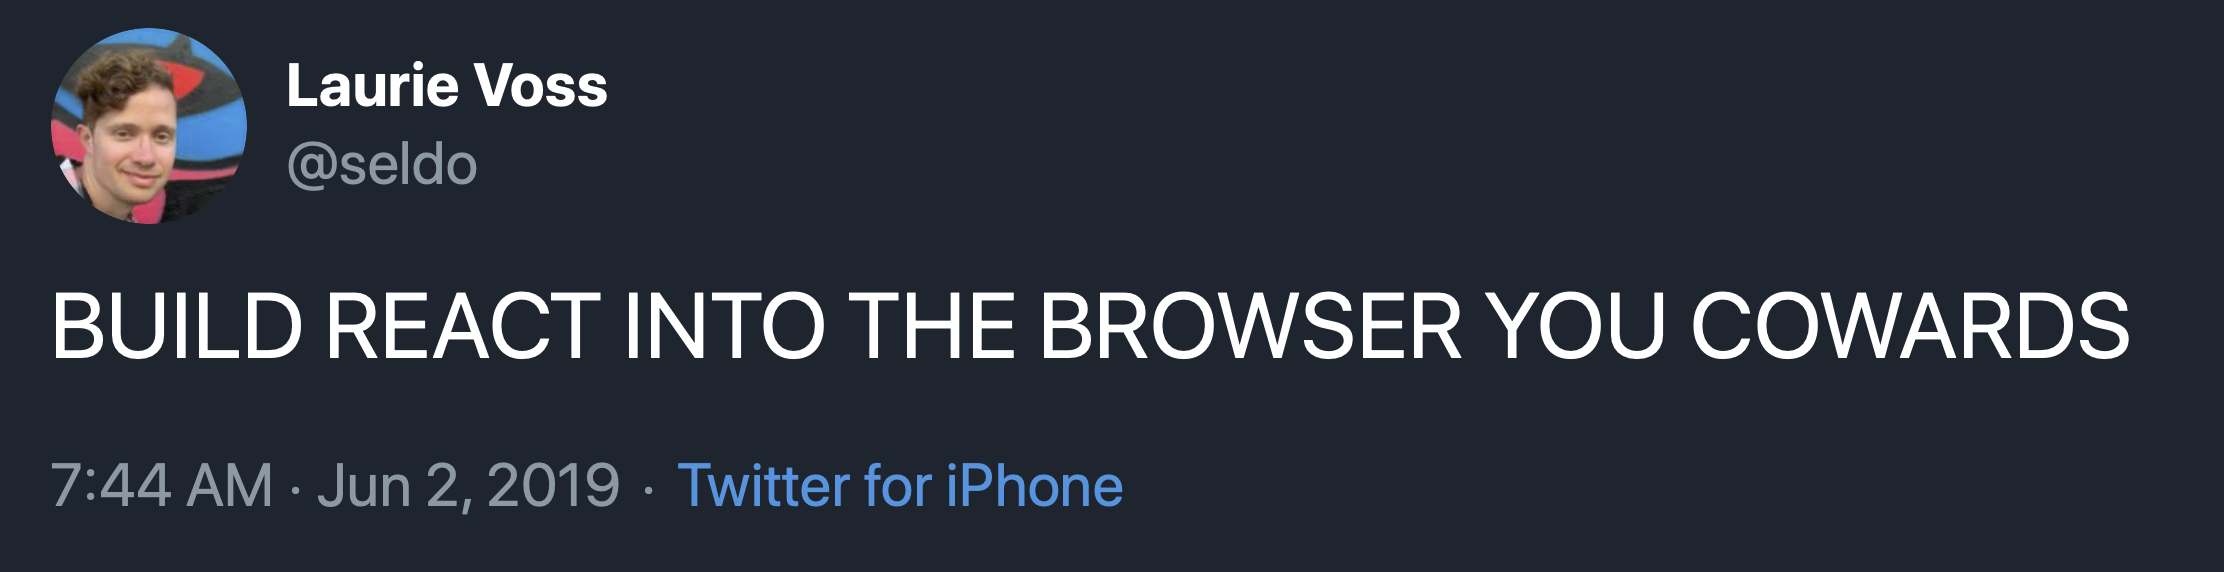 Laurie Voss
@seldo
BUILD REACT INTO THE BROWSER YOU COWARDS
7:44 AM · Jun 2, 2019 · Twitter for iPhone